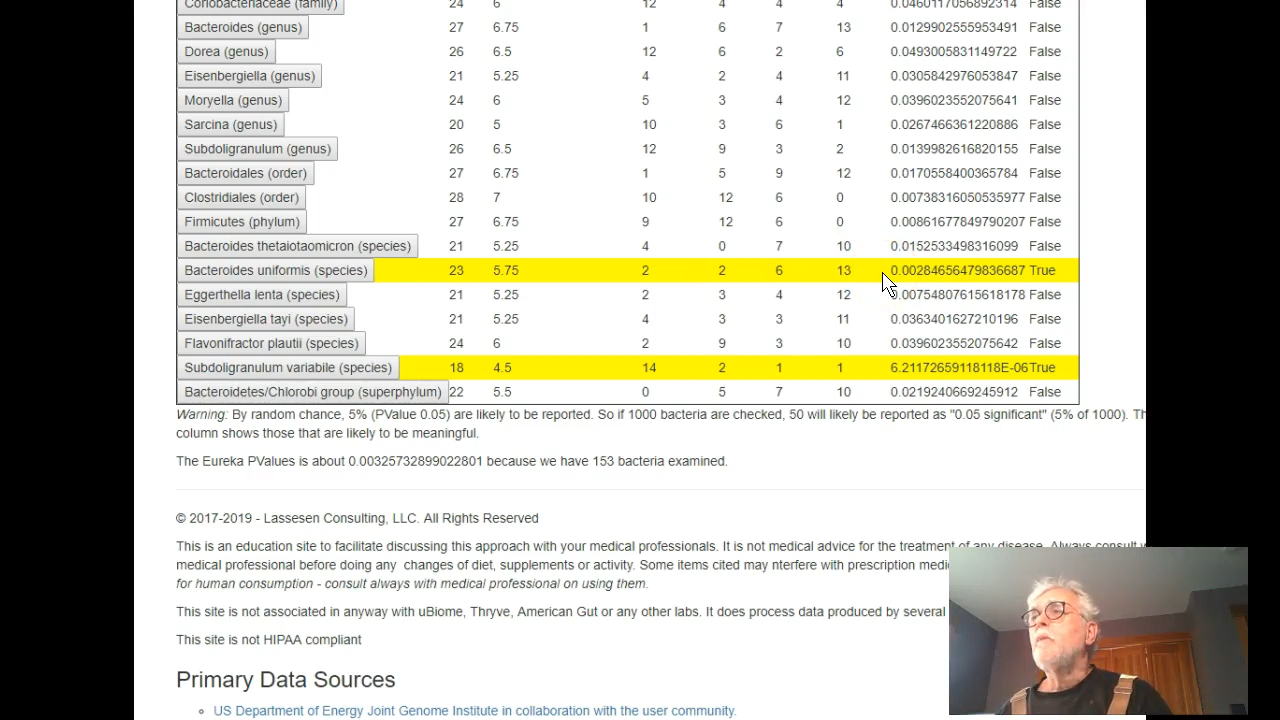 Coriobacteriaceae (family) 24 6 12 4 4 4 0.0460117056892314 False
Bacteroides (genus) 27 6.75 1 6 7 13 0.0129902555953491 False
Dorea (genus) 26 6.5 12 6 2 6 0.0493005831149722 False
Eisenbergiella (genus) 21 5.25 4 2 4 11 0.0305842976053847 False
Moryella (genus) 24 6 5 3 4 12 0.0396023552075641 False
Sarcina (genus) 20 5 10 3 6 1 0.0267466361220886 False
Subdoligranulum (genus) 26 6.5 12 9 3 2 0.0139982616820155 False
Bacteroidales (order) 27 6.75 1 5 9 12 0.0170558400365784 False
Clostridiales (order) 28 7 10 12 6 0 0.00738316050535977 False
Firmicutes (phylum) 27 6.75 9 12 6 0 0.00861677849790207 False
Bacteroides thetaiotaomicron (species) 21 5.25 4 0 7 10 0.0152533498316099 False
Bacteroides uniformis (species) 23 5.75 2 2 6 13 0.00284656479836687 True
Eggerthella lenta (species) 21 5.25 2 3 4 12 0.00754807615618178 False
Eisenbergiella tayi (species) 21 5.25 4 3 3 11 0.0363401627210196 False
Flavonifractor plautii (species) 24 6 2 9 3 10 0.0396023552075642 False
Subdoligranulum variabile (species) 18 4.5 14 2 1 1 6.21172659118118E-06 True
Bacteroidetes/Chlorobi group (superphylum) 22 5.5 0 5 7 10 0.0219240669245912 False
Warning: By random chance, 5% (PValue 0.05) are likely to be reported. So if 1000 bacteria are checked, 50 will likely be reported as "0.05 significant" (5% of 1000). Th
column shows those that are likely to be meaningful.
The Eureka PValues is about 0.00325732899022801 because we have 153 bacteria examined.
© 2017-2019 - Lassesen Consulting, LLC. All Rights Reserved
This is an education site to facilitate discussing this approach with your medical professionals. It is not medical advice for the treatment of any disease. Always consult
medical professional before doing any changes of diet, supplements or activity. Some items cited may nterfere with prescription
for human consumption - consult always with medical professional on using them.
This site is not associated in anyway with uBiome, Thryve, American Gut or any other labs. It does process data produced by several
This site is not HIPAA compliant
Primary Data Sources
US Department of Energy Joint Genome Institute in collaboration with the user community.